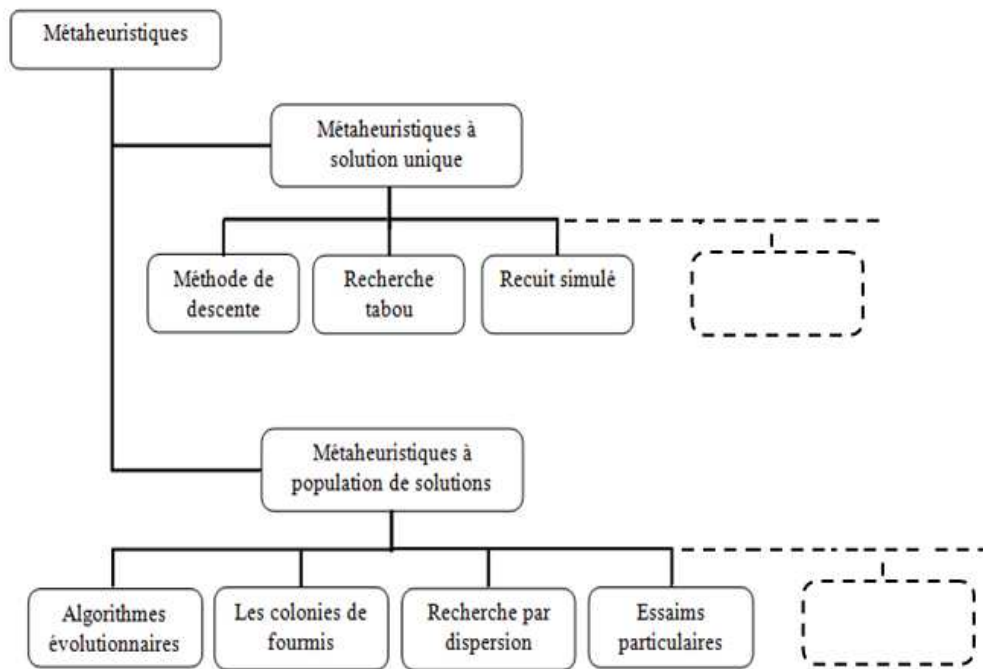 Métaheuristiques
Métaheuristiques à
solution unique
Méthode de
descente
Recherche
tabou
Recuit simulé
Métaheuristiques à
population de solutions
Algorithmes
évolutionnaires
Les colonies de
fourmis
Recherche par
dispersion
Essaims
particulaires